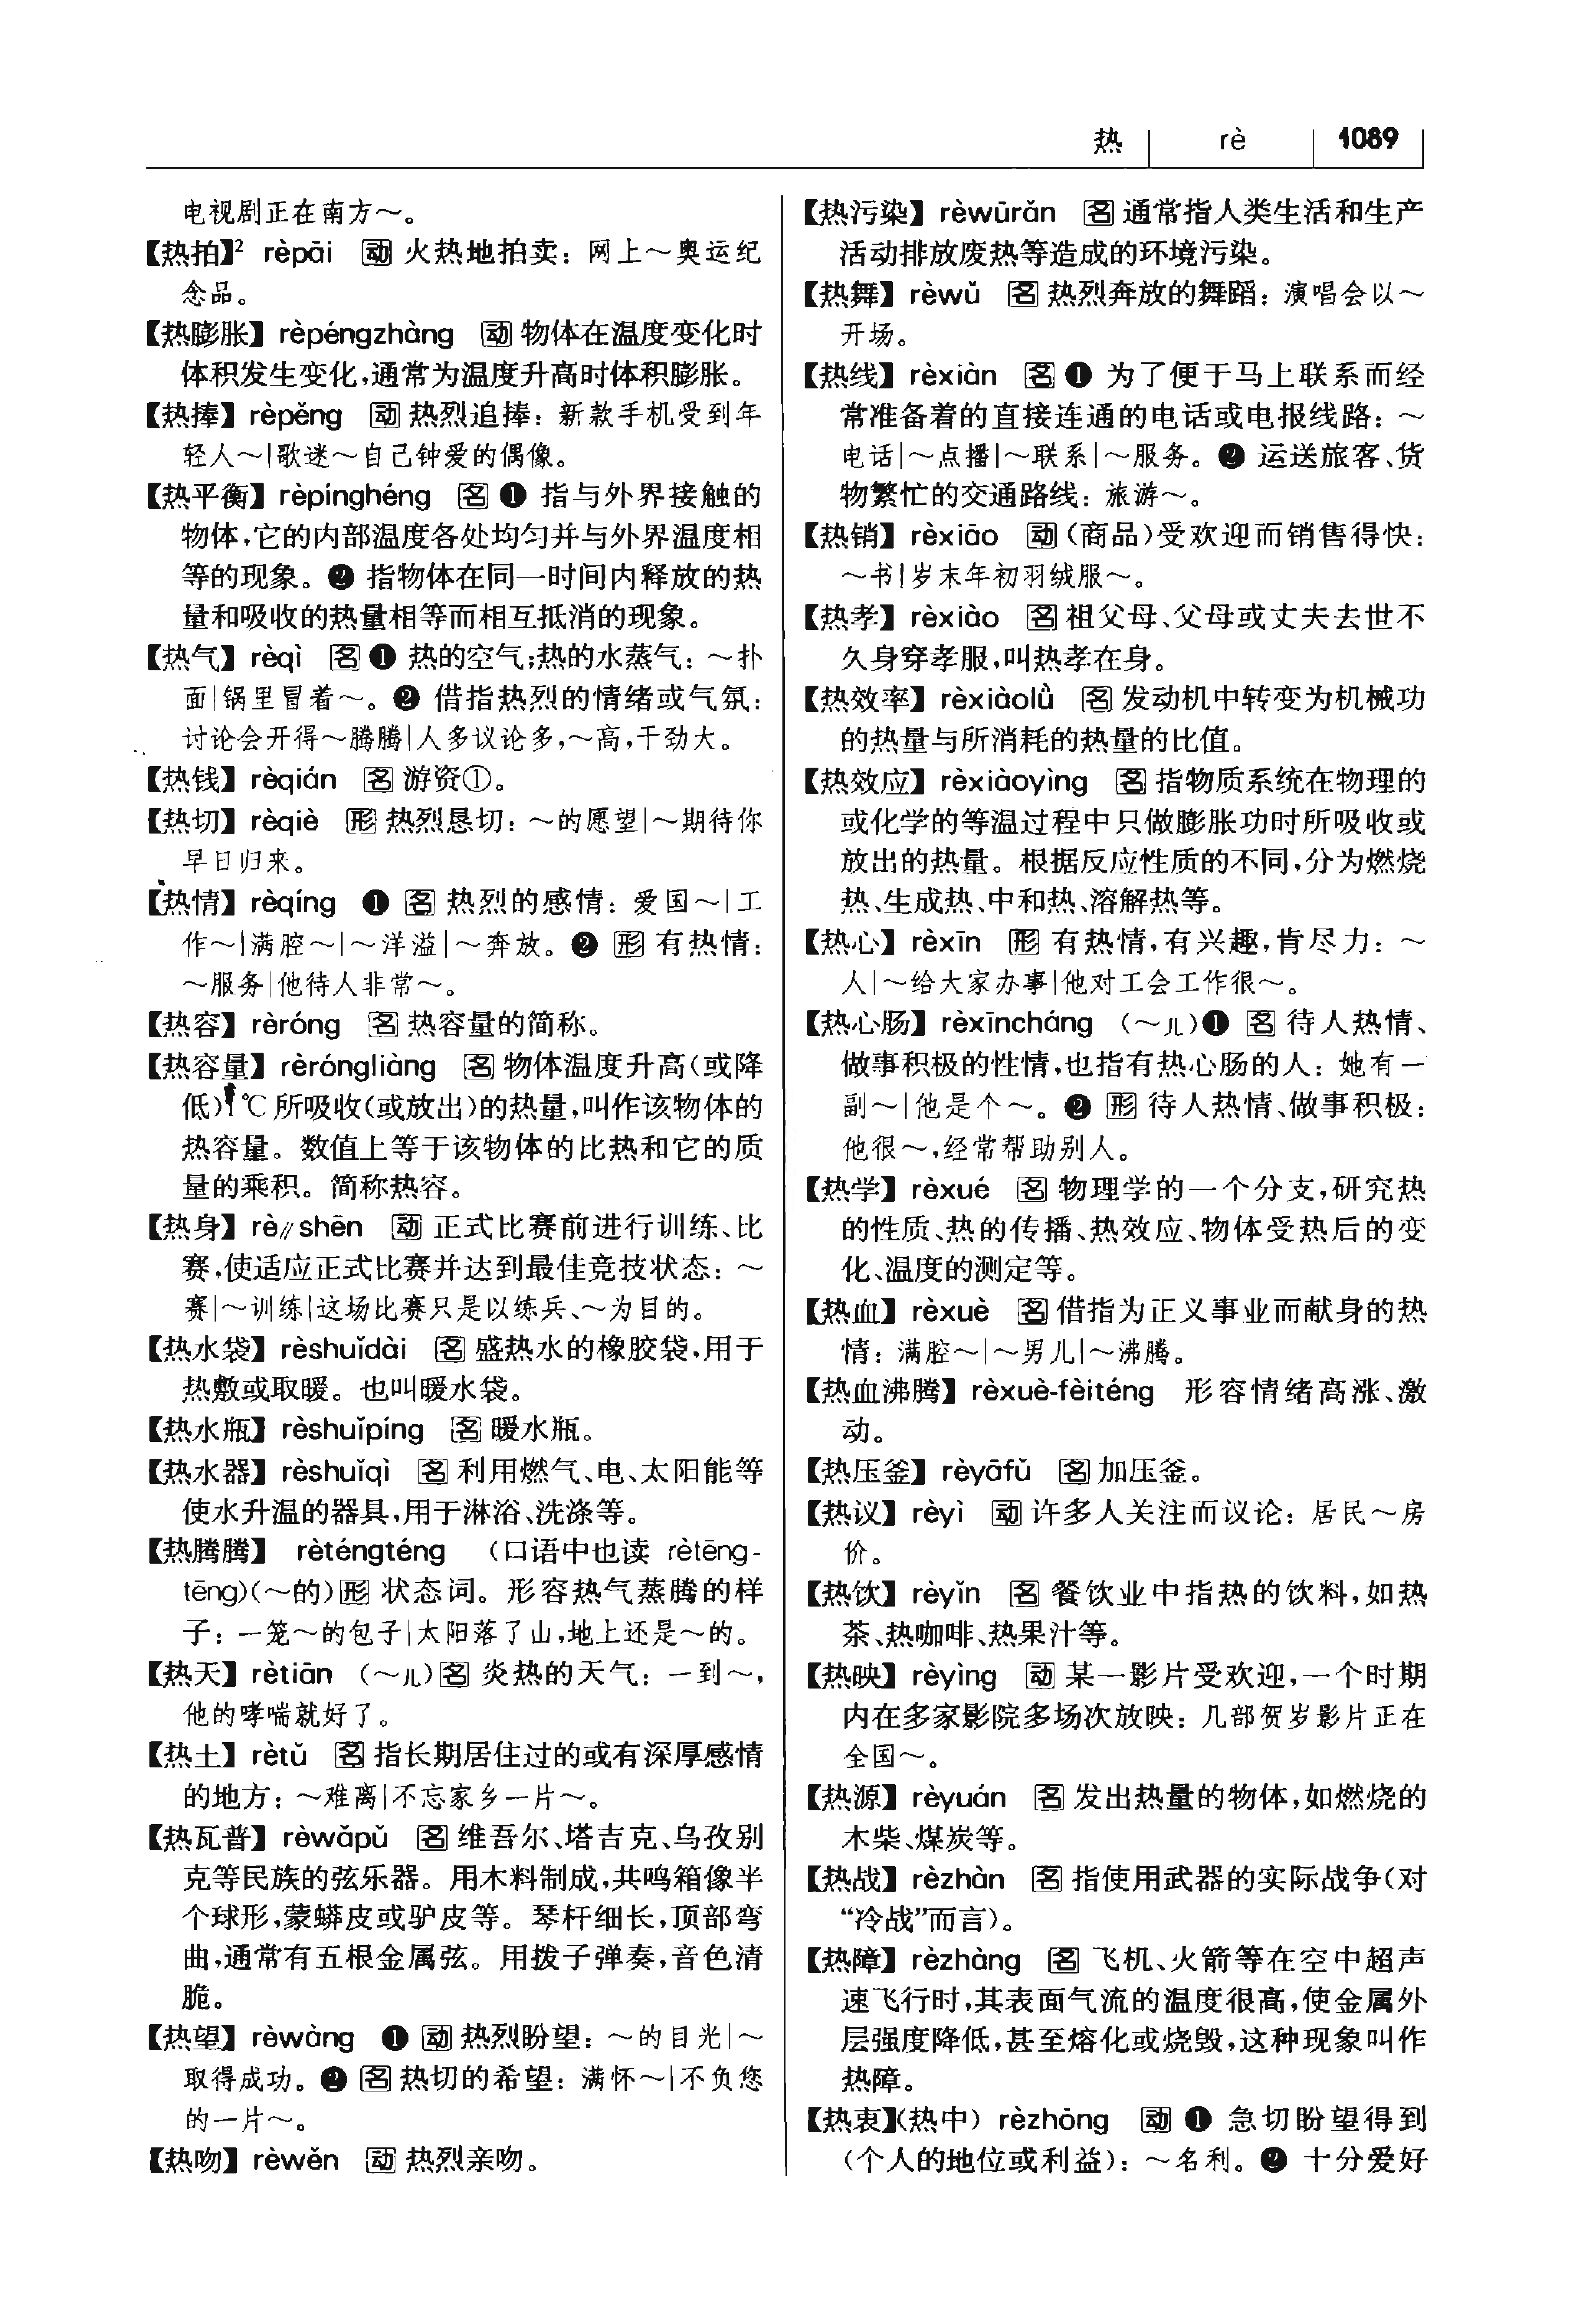 热 rè 1089
电视剧正在南方～。
【热拍】² rèpāi 动 火热地拍卖：网上～奥运纪
念品。
【热膨胀】 rèpéngzhàng 动 物体在温度变化时
体积发生变化，通常为温度升高时体积膨胀。
【热捧】 rèpěng 动 热烈追捧：新款手机受到年
轻人～|歌迷～自己钟爱的偶像。
【热平衡】 rèpínghéng 名 ❶ 指与外界接触的
物体，它的内部温度各处均匀并与外界温度相
等的现象。❷ 指物体在同一时间内释放的热
量和吸收的热量相等而相互抵消的现象。
【热气】 rèqì 名 ❶ 热的空气；热的水蒸气：～扑
面|锅里冒着～。❷ 借指热烈的情绪或气氛：
讨论会开得～腾腾|人多议论多，～高，干劲大。
【热钱】 rèqián 名 游资①。
【热切】 rèqiè 形 热烈恳切：～的愿望|～期待你
早日归来。
【热情】 rèqíng ❶ 名 热烈的感情：爱国～|工
作～|满腔～|～洋溢|～奔放。❷ 形 有热情：
～服务|他待人非常～。
【热容】 rèróng 名 热容量的简称。
【热容量】 rèróngliàng 名 物体温度升高（或降
低）1℃所吸收（或放出）的热量，叫作该物体的
热容量。数值上等于该物体的比热和它的质
量的乘积。简称热容。
【热身】 rè∥shēn 动 正式比赛前进行训练、比
赛，使适应正式比赛并达到最佳竞技状态：～
赛|～训练|这场比赛只是以练兵、～为目的。
【热水袋】 rèshuǐdài 名 盛热水的橡胶袋，用于
热敷或取暖。也叫暖水袋。
【热水瓶】 rèshuǐpíng 名 暖水瓶。
【热水器】 rèshuǐqì 名 利用燃气、电、太阳能等
使水升温的器具，用于淋浴、洗涤等。
【热腾腾】 rèténgténg （口语中也读 rètēng-
tēng）（～的）形 状态词。形容热气蒸腾的样
子：一笼～的包子|太阳落了山，地上还是～的。
【热天】 rètiān （～儿）名 炎热的天气：一到～，
他的哮喘就好了。
【热土】 rètǔ 名 指长期居住过的或有深厚感情
的地方：～难离|不忘家乡一片～。
【热瓦普】 rèwǎpǔ 名 维吾尔、塔吉克、乌孜别
克等民族的弦乐器。用木料制成，共鸣箱像半
个球形，蒙蟒皮或驴皮等。琴杆细长，顶部弯
曲，通常有五根金属弦。用拨子弹奏，音色清
脆。
【热望】 rèwàng ❶ 动 热烈盼望：～的目光|～
取得成功。❷ 名 热切的希望：满怀～|不负您
的一片～。
【热吻】 rèwěn 动 热烈亲吻。
【热污染】 rèwūrǎn 名 通常指人类生活和生产
活动排放废热等造成的环境污染。
【热舞】 rèwǔ 名 热烈奔放的舞蹈：演唱会以～
开场。
【热线】 rèxiàn 名 ❶ 为了便于马上联系而经
常准备着的直接连通的电话或电报线路：～
电话|～点播|～联系|～服务。❷ 运送旅客、货
物繁忙的交通路线：旅游～。
【热销】 rèxiāo 动 （商品）受欢迎而销售得快：
～书|岁末年初羽绒服～。
【热孝】 rèxiào 名 祖父母、父母或丈夫去世不
久身穿孝服，叫热孝在身。
【热效率】 rèxiàolǜ 名 发动机中转变为机械功
的热量与所消耗的热量的比值。
【热效应】 rèxiàoyìng 名 指物质系统在物理的
或化学的等温过程中只做膨胀功时所吸收或
放出的热量。根据反应性质的不同，分为燃烧
热、生成热、中和热、溶解热等。
【热心】 rèxīn 形 有热情，有兴趣，肯尽力：～
人|～给大家办事|他对工会工作很～。
【热心肠】 rèxīncháng （～儿）❶ 名 待人热情、
做事积极的性情，也指有热心肠的人：她有一
副～|他是个～。❷ 形 待人热情、做事积极：
他很～，经常帮助别人。
【热学】 rèxué 名 物理学的一个分支，研究热
的性质、热的传播、热效应、物体受热后的变
化、温度的测定等。
【热血】 rèxuè 名 借指为正义事业而献身的热
情：满腔～|～男儿|～沸腾。
【热血沸腾】 rèxuè-fèiténg 形容情绪高涨、激
动。
【热压釜】 rèyāfǔ 名 加压釜。
【热议】 rèyì 动 许多人关注而议论：居民～房
价。
【热饮】 rèyǐn 名 餐饮业中指热的饮料，如热
茶、热咖啡、热果汁等。
【热映】 rèyìng 动 某一影片受欢迎，一个时期
内在多家影院多场次放映：几部贺岁影片正在
全国～。
【热源】 rèyuán 名 发出热量的物体，如燃烧的
木柴、煤炭等。
【热战】 rèzhàn 名 指使用武器的实际战争（对
“冷战”而言）。
【热障】 rèzhàng 名 飞机、火箭等在空中超声
速飞行时，其表面气流的温度很高，使金属外
层强度降低，甚至熔化或烧毁，这种现象叫作
热障。
【热衷】（热中） rèzhōng 动 ❶ 急切盼望得到
（个人的地位或利益）：～名利。❷ 十分爱好